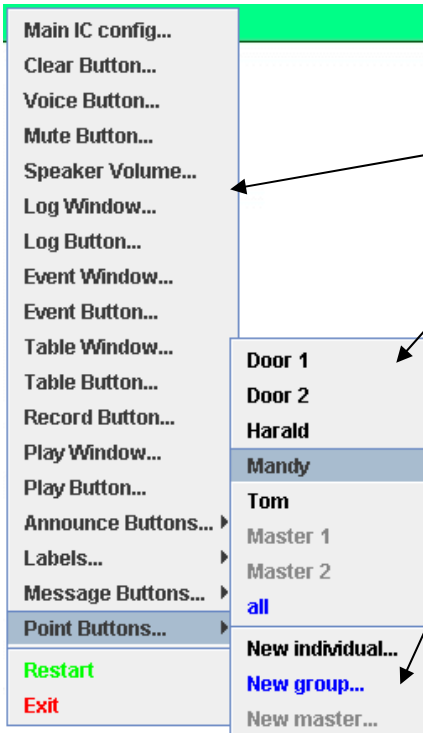 Main IC config...
Clear Button...
Voice Button...
Mute Button...
Speaker Volume...
Log Window...
Log Button...
Event Window...
Event Button...
Table Window...
Table Button...
Record Button...
Play Window...
Play Button...
Announce Buttons...
Labels...
Message Buttons...
Point Buttons...
Restart
Exit
Door 1
Door 2
Harald
Mandy
Tom
Master 1
Master 2
all
New individual...
New group...
New master...